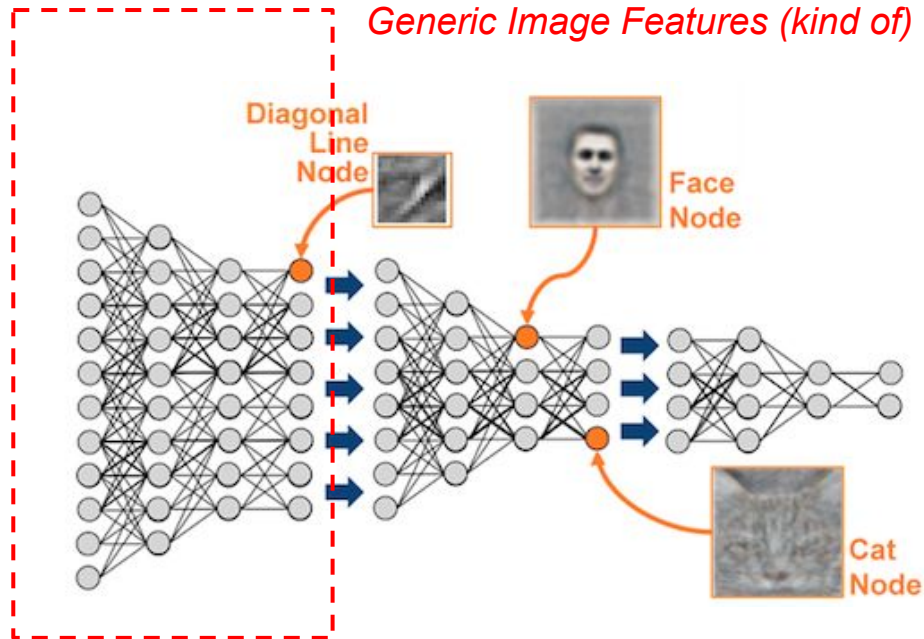 Generic Image Features (kind of)
Diagonal
Line
Node
Face
Node
Cat
Node